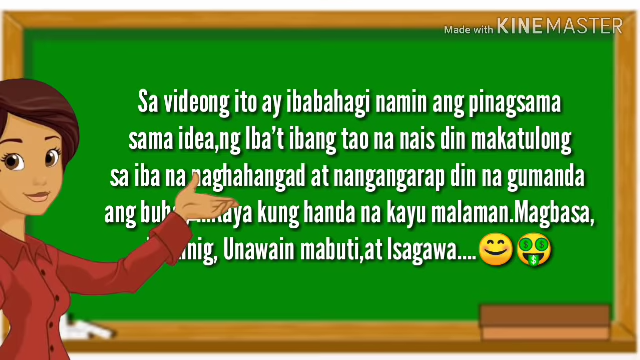 Made with KINEMASTER
Sa videong ito ay ibabahagi namin ang pinagsama
sama idea,ng Iba't ibang tao na nais din makatulong
sa iba na naghahangad at nangangarap din na gumanda
ang kung handa na kayu malaman.Magbasa,
Unawain mabuti,at Isagawa....😊🤑